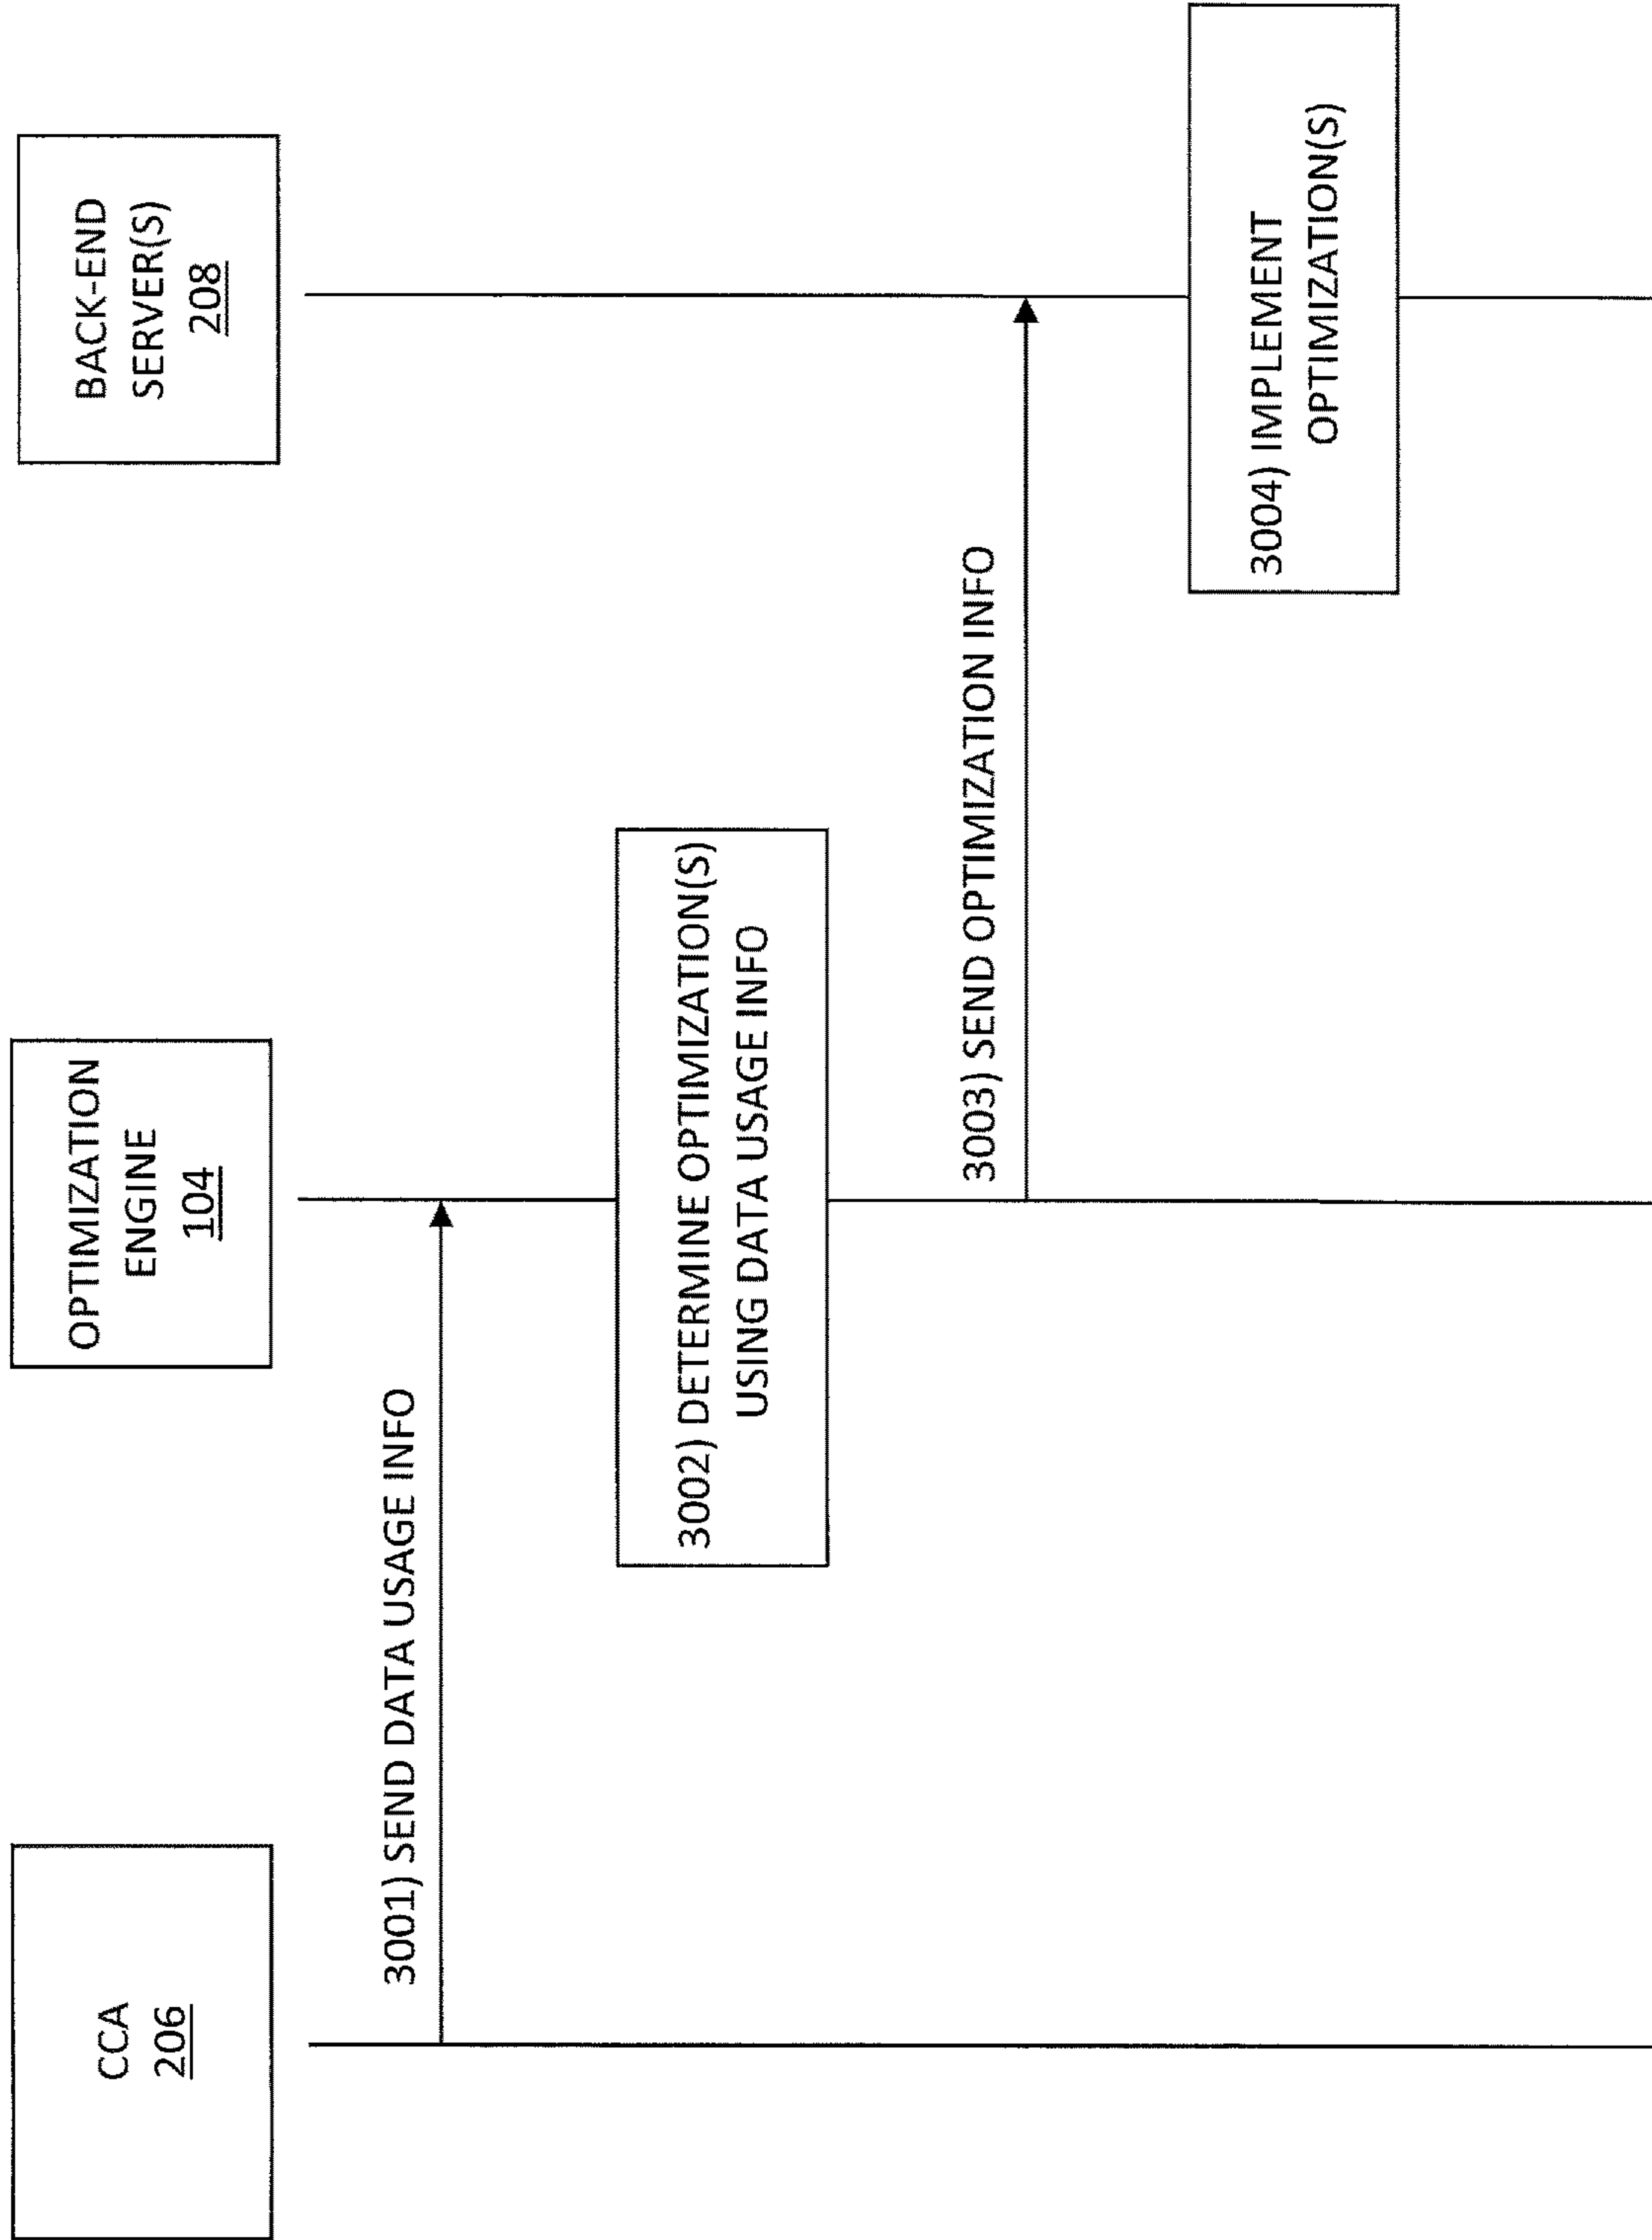 CCA
206
OPTIMIZATION
ENGINE
104
BACK-END
SERVER(S)
208
3001) SEND DATA USAGE INFO
3002) DETERMINE OPTIMIZATION(S)
USING DATA USAGE INFO
3003) SEND OPTIMIZATION INFO
3004) IMPLEMENT
OPTIMIZATION(S)